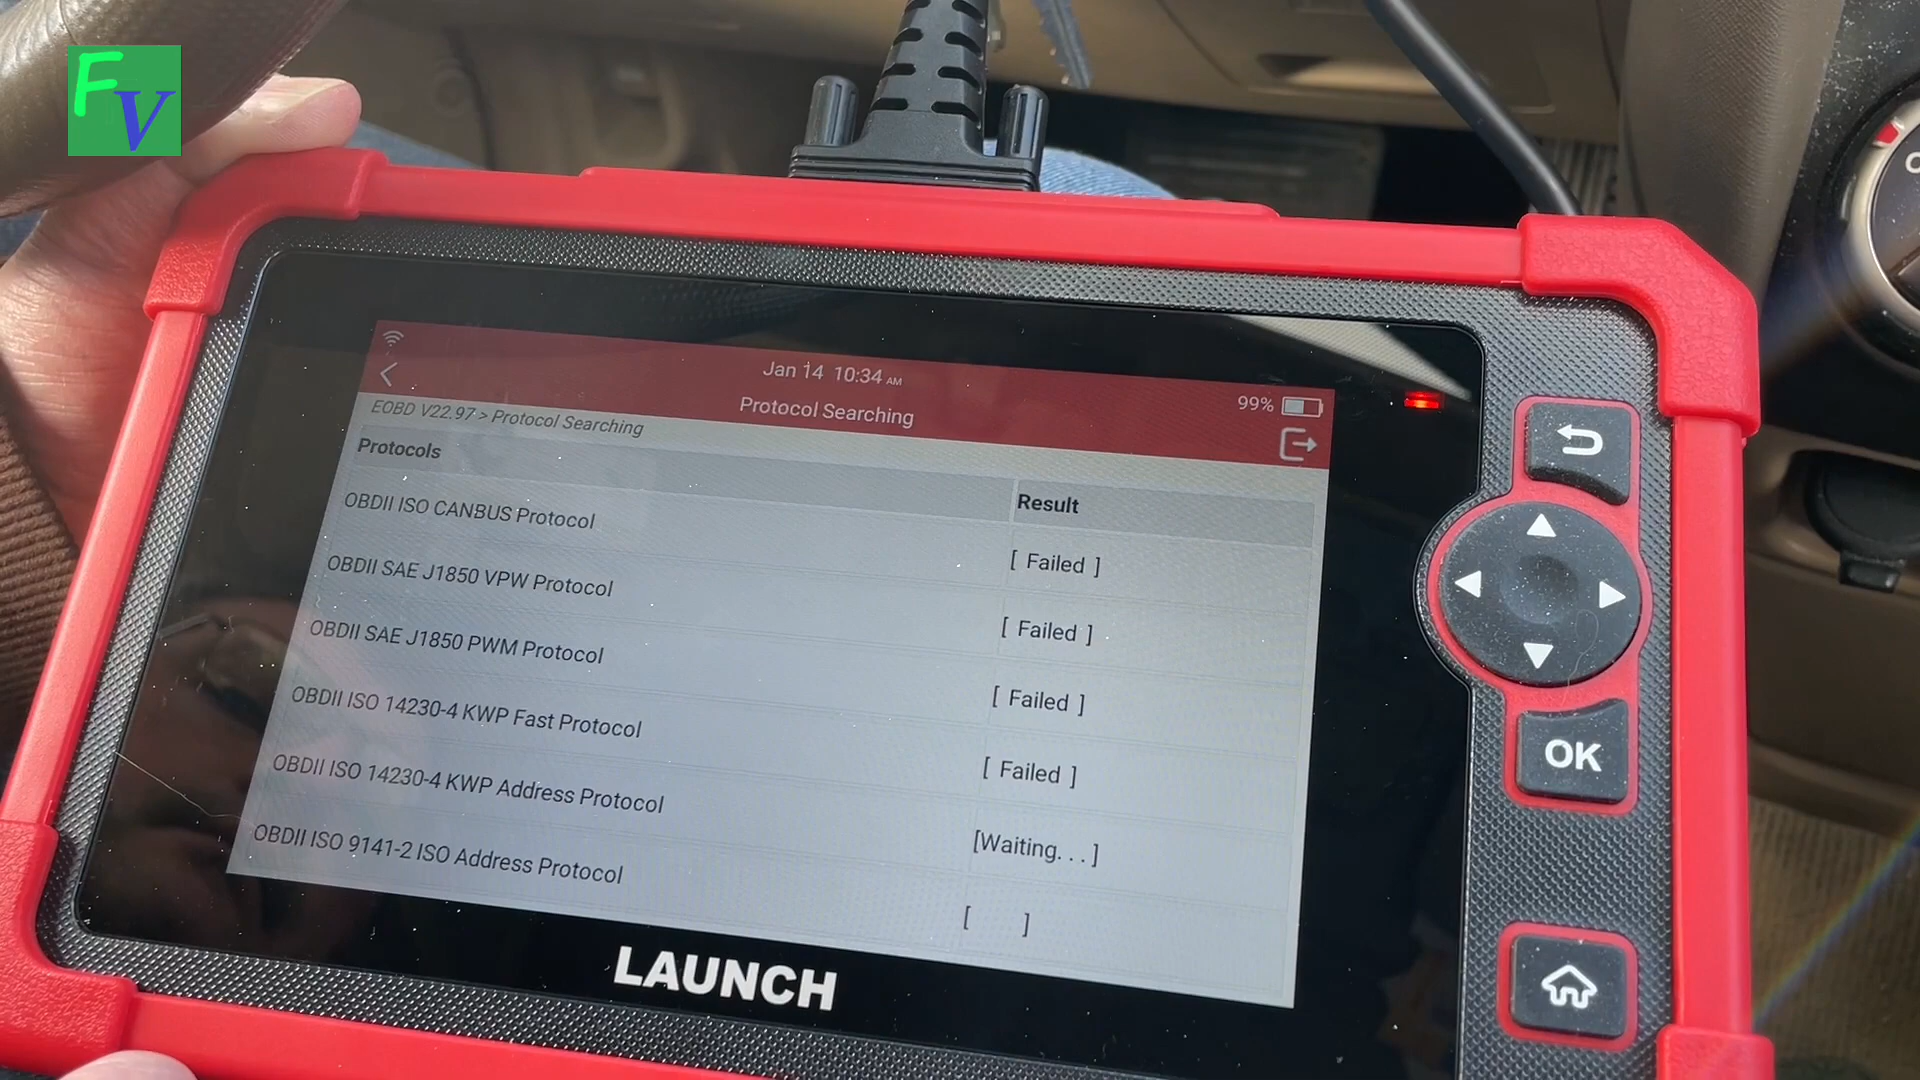 FV
Jan 14 10:34 AM
99%
Protocol Searching
EOBD V22.97 > Protocol Searching
Protocols Result
OBDII ISO CANBUS Protocol [ Failed ]
OBDII SAE J1850 VPW Protocol [ Failed ]
OBDII SAE J1850 PWM Protocol [ Failed ]
OBDII ISO 14230-4 KWP Fast Protocol [ Failed ]
OBDII ISO 14230-4 KWP Address Protocol [Waiting. . . ]
OBDII ISO 9141-2 ISO Address Protocol [ ]
OK
LAUNCH